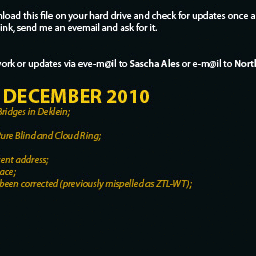 load this file on your hard drive and check for updates once a
ink, send me an evemail and ask for it.
work or updates via eve-m@il to Sascha Ales or e-m@il to North
DECEMBER 2010
Bridges in Deklein;
Pure Blind and Cloud Ring;
ent address;
ace;
been corrected (previously mispelled as ZTL-WT);